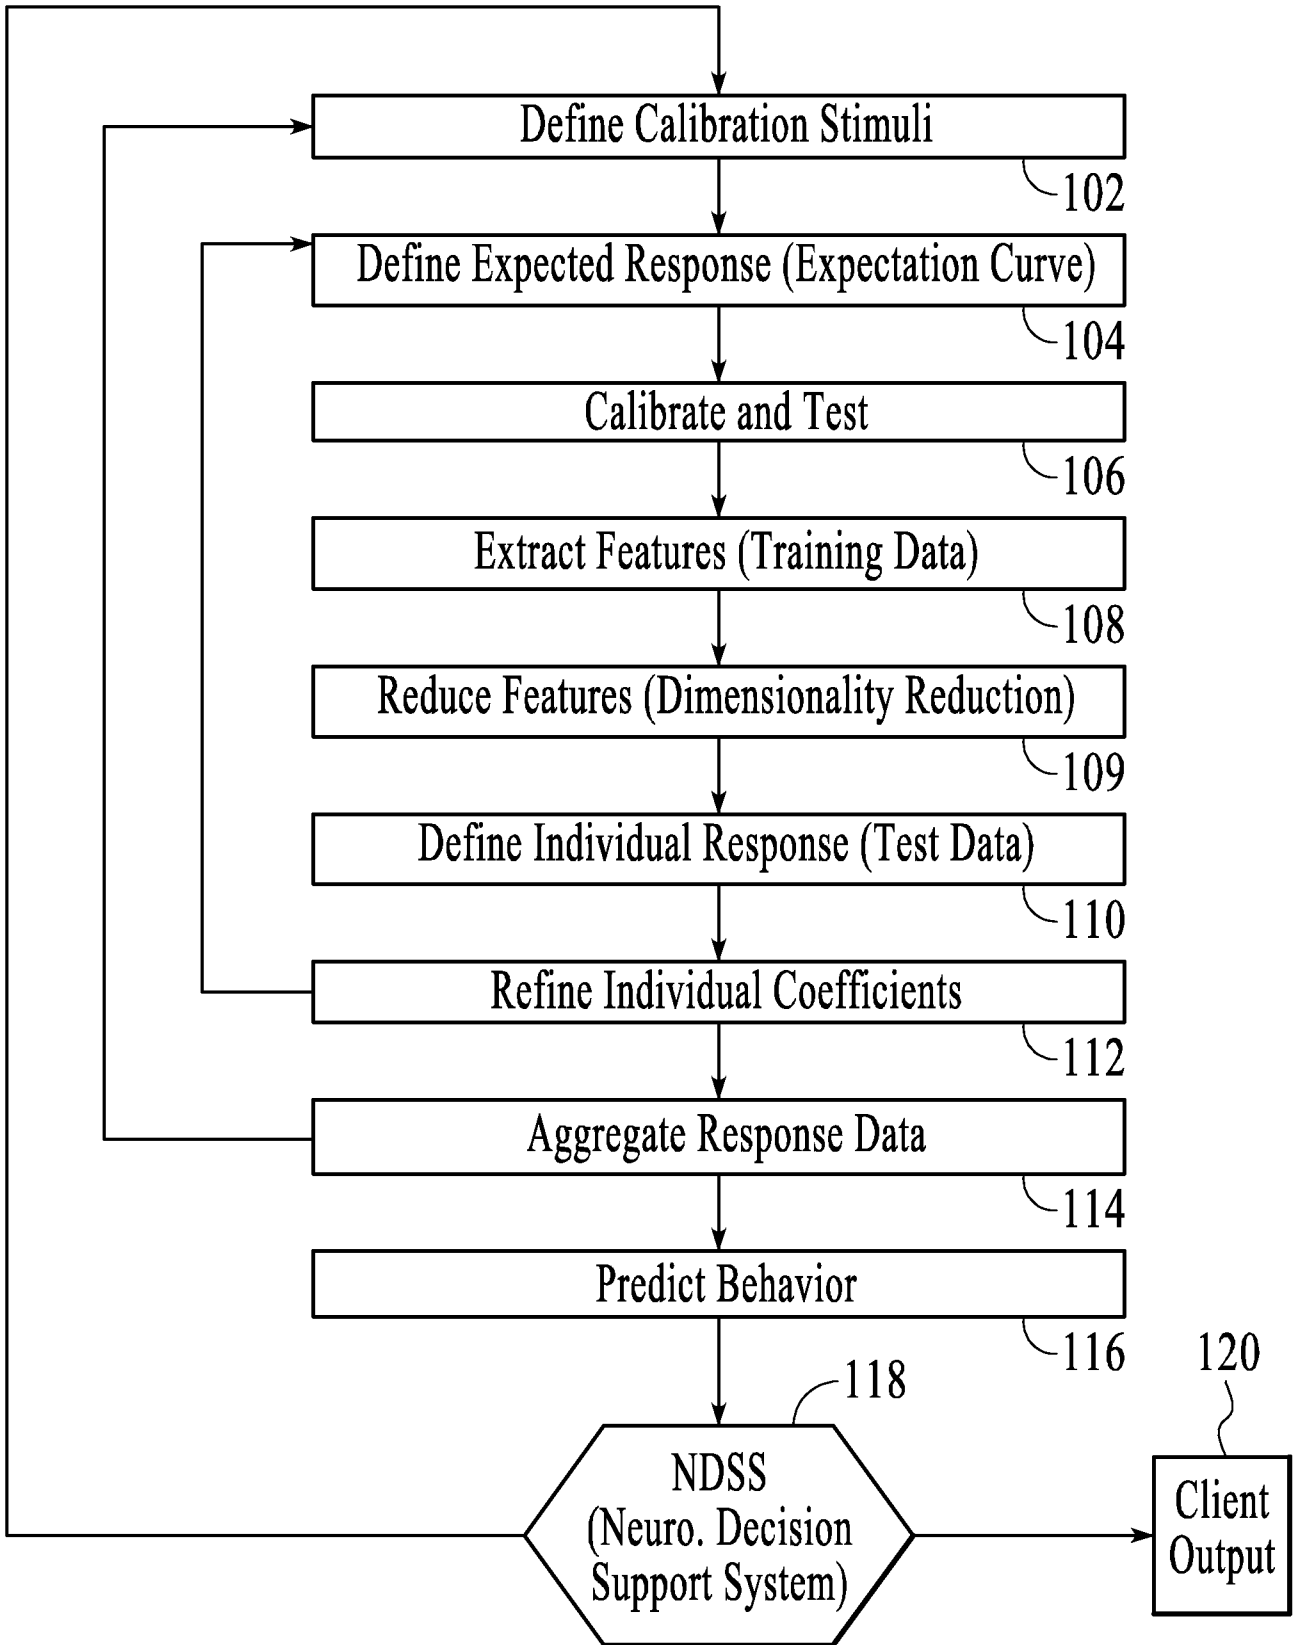 Define Calibration Stimuli
102
Define Expected Response (Expectation Curve)
104
Calibrate and Test
106
Extract Features (Training Data)
108
Reduce Features (Dimensionality Reduction)
109
Define Individual Response (Test Data)
110
Refine Individual Coefficients
112
Aggregate Response Data
114
Predict Behavior
116
118
NDSS
(Neuro. Decision
Support System)
120
Client
Output